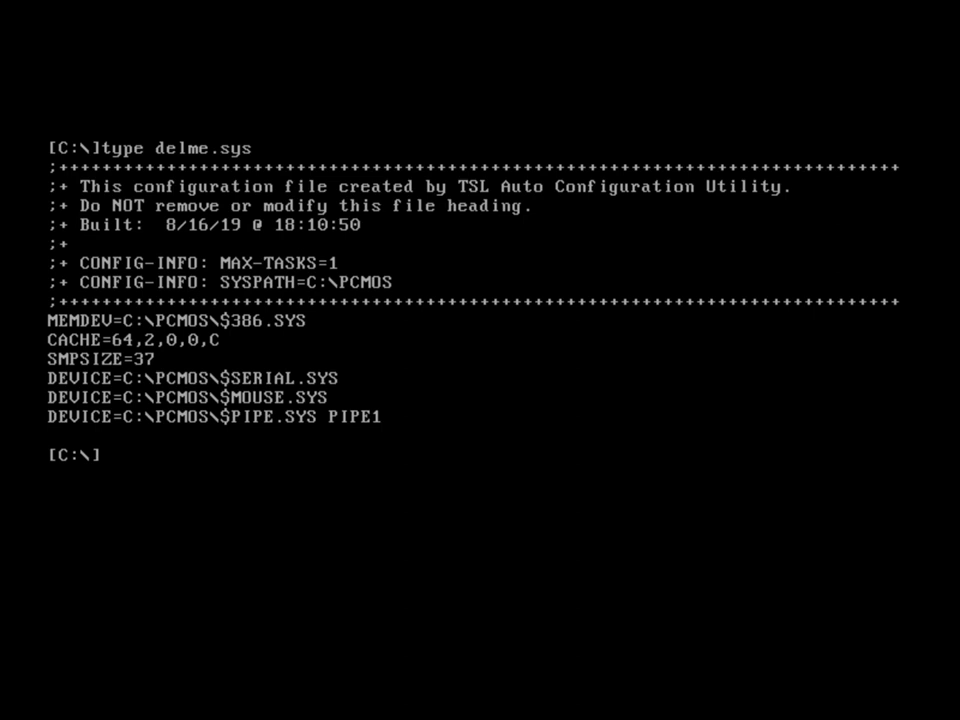 [C:\]type delme.sys
;++++++++++++++++++++++++++++++++++++++++++++++++++++++++++++++++++++++++++++++
;+ This configuration file created by TSL Auto Configuration Utility.
;+ Do NOT remove or modify this file heading.
;+ Built:  8/16/19 @ 18:10:50
;+
;+ CONFIG-INFO: MAX-TASKS=1
;+ CONFIG-INFO: SYSPATH=C:\PCMOS
;++++++++++++++++++++++++++++++++++++++++++++++++++++++++++++++++++++++++++++++
MEMDEV=C:\PCMOS\$386.SYS
CACHE=64,2,0,0,C
SMPSIZE=37
DEVICE=C:\PCMOS\$SERIAL.SYS
DEVICE=C:\PCMOS\$MOUSE.SYS
DEVICE=C:\PCMOS\$PIPE.SYS PIPE1
[C:\]